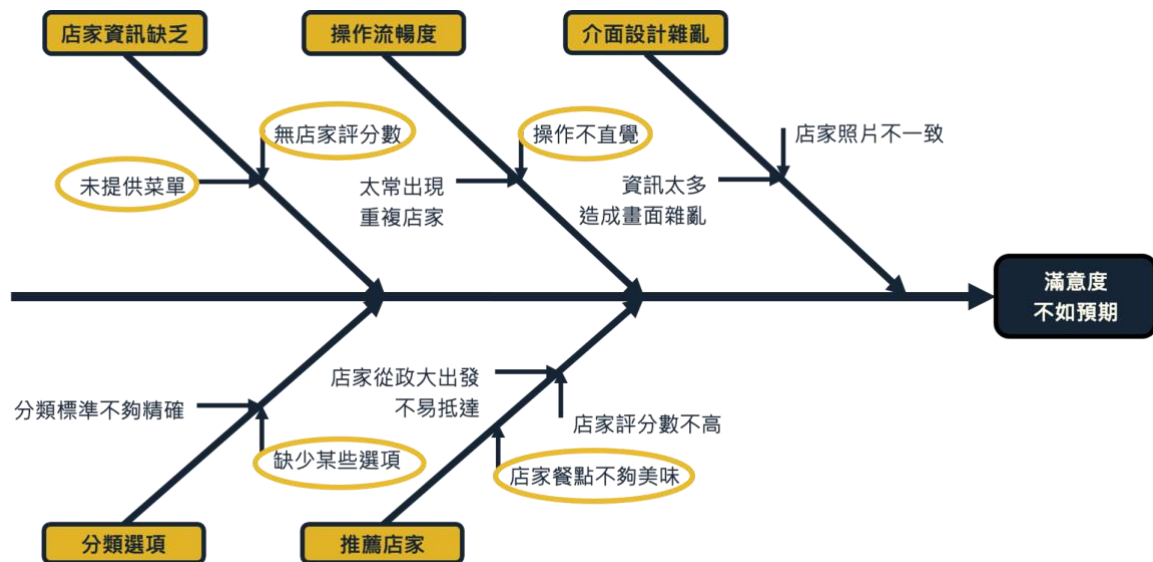 店家資訊缺乏
操作流暢度
介面設計雜亂
無店家評分數
操作不直覺
店家照片不一致
未提供菜單
太常出現
重複店家
資訊太多
造成畫面雜亂
滿意度
不如預期
店家從政大出發
不易抵達
分類標準不夠精確
店家評分數不高
缺少某些選項
店家餐點不夠美味
分類選項
推薦店家